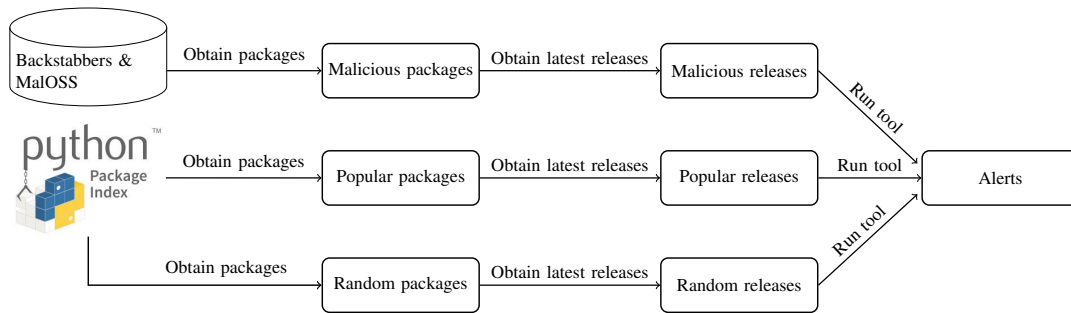 Backstabbers &
MalOSS
Obtain packages
Malicious packages
Obtain latest releases
Malicious releases
Run tool
python™
Package
Index
Obtain packages
Popular packages
Obtain latest releases
Popular releases
Run tool
Alerts
Obtain packages
Random packages
Obtain latest releases
Random releases
Run tool